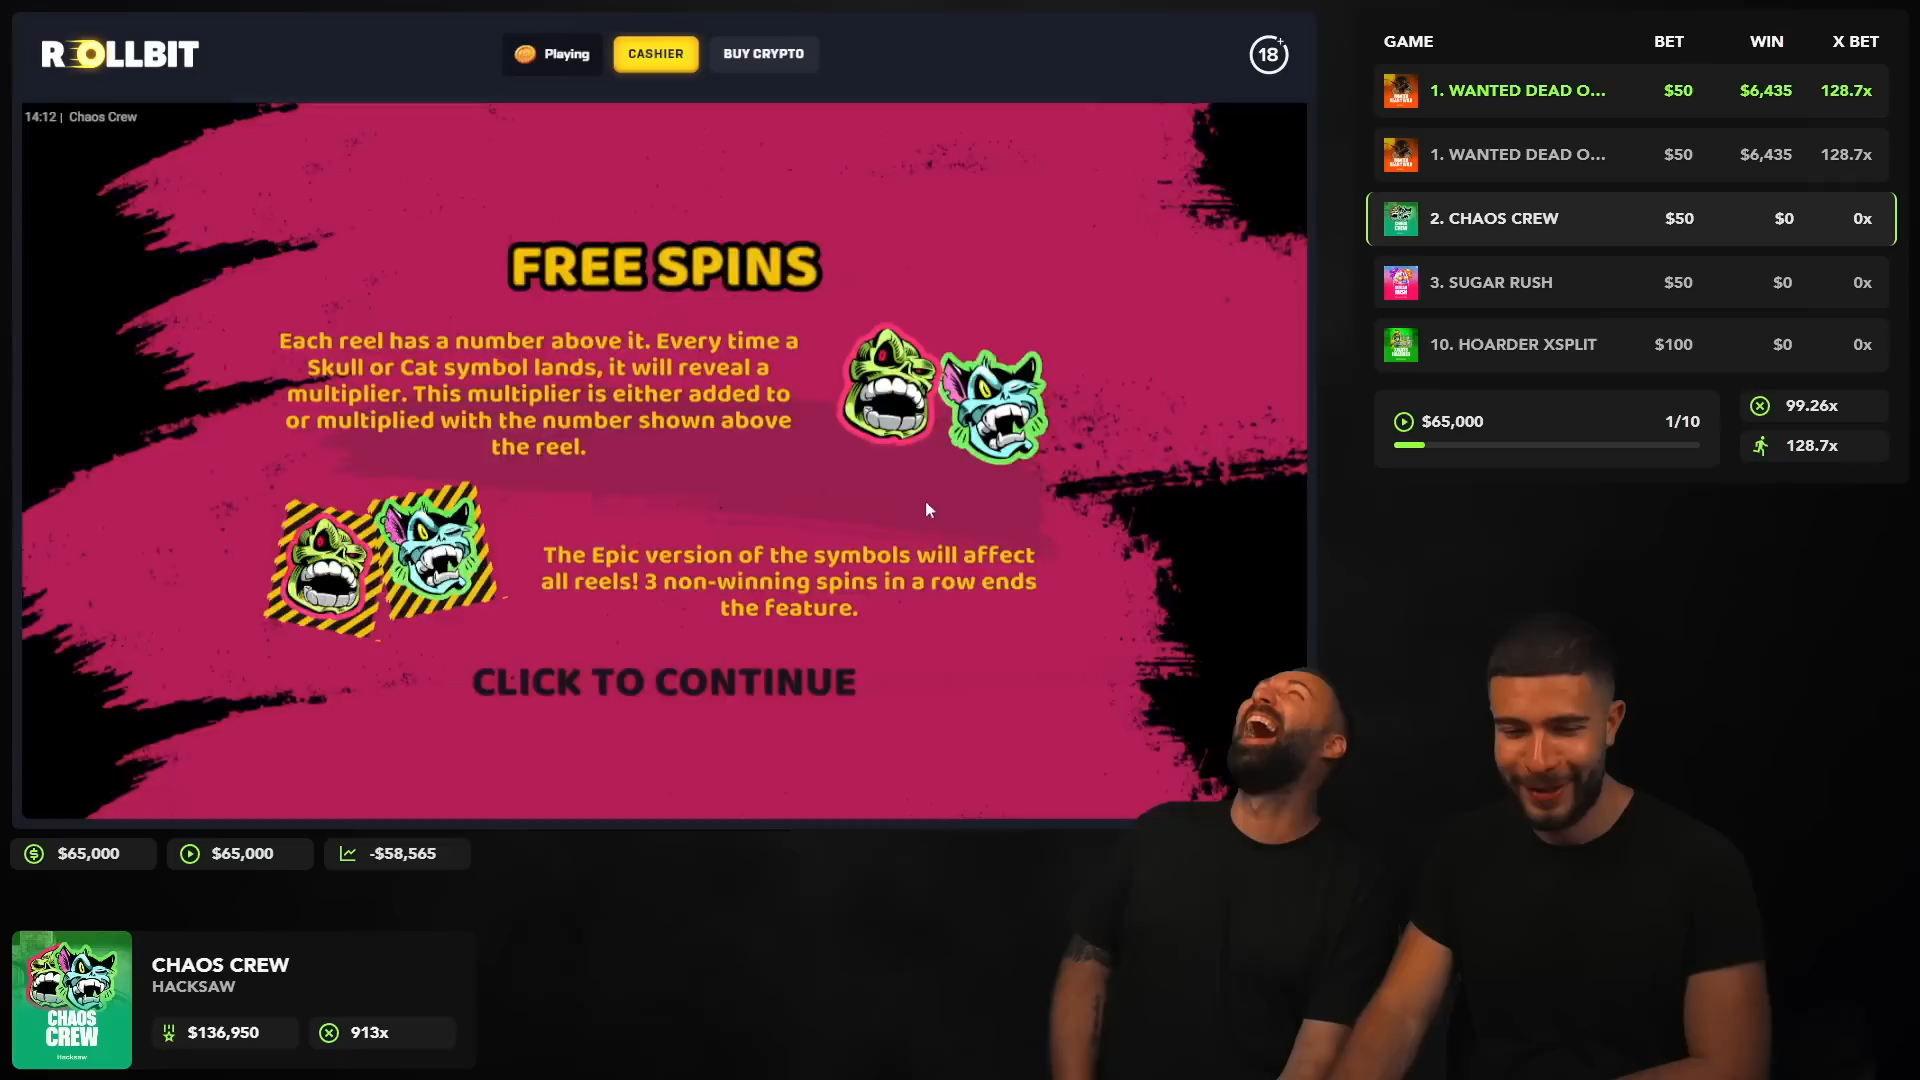 ROLLBIT
Playing
CASHIER
BUY CRYPTO
18+
14:12 | Chaos Crew
FREE SPINS
Each reel has a number above it. Every time a
Skull or Cat symbol lands, it will reveal a
multiplier. This multiplier is either added to
or multiplied with the number shown above
the reel.
The Epic version of the symbols will affect
all reels! 3 non-winning spins in a row ends
the feature.
CLICK TO CONTINUE
GAME BET WIN X BET
1. WANTED DEAD O... $50 $6,435 128.7x
1. WANTED DEAD O... $50 $6,435 128.7x
2. CHAOS CREW $50 $0 0x
3. SUGAR RUSH $50 $0 0x
10. HOARDER XSPLIT $100 $0 0x
$65,000 1/10
99.26x
128.7x
$65,000
$65,000
-$58,565
CHAOS
CREW
Hacksaw
CHAOS CREW
HACKSAW
$136,950
913x